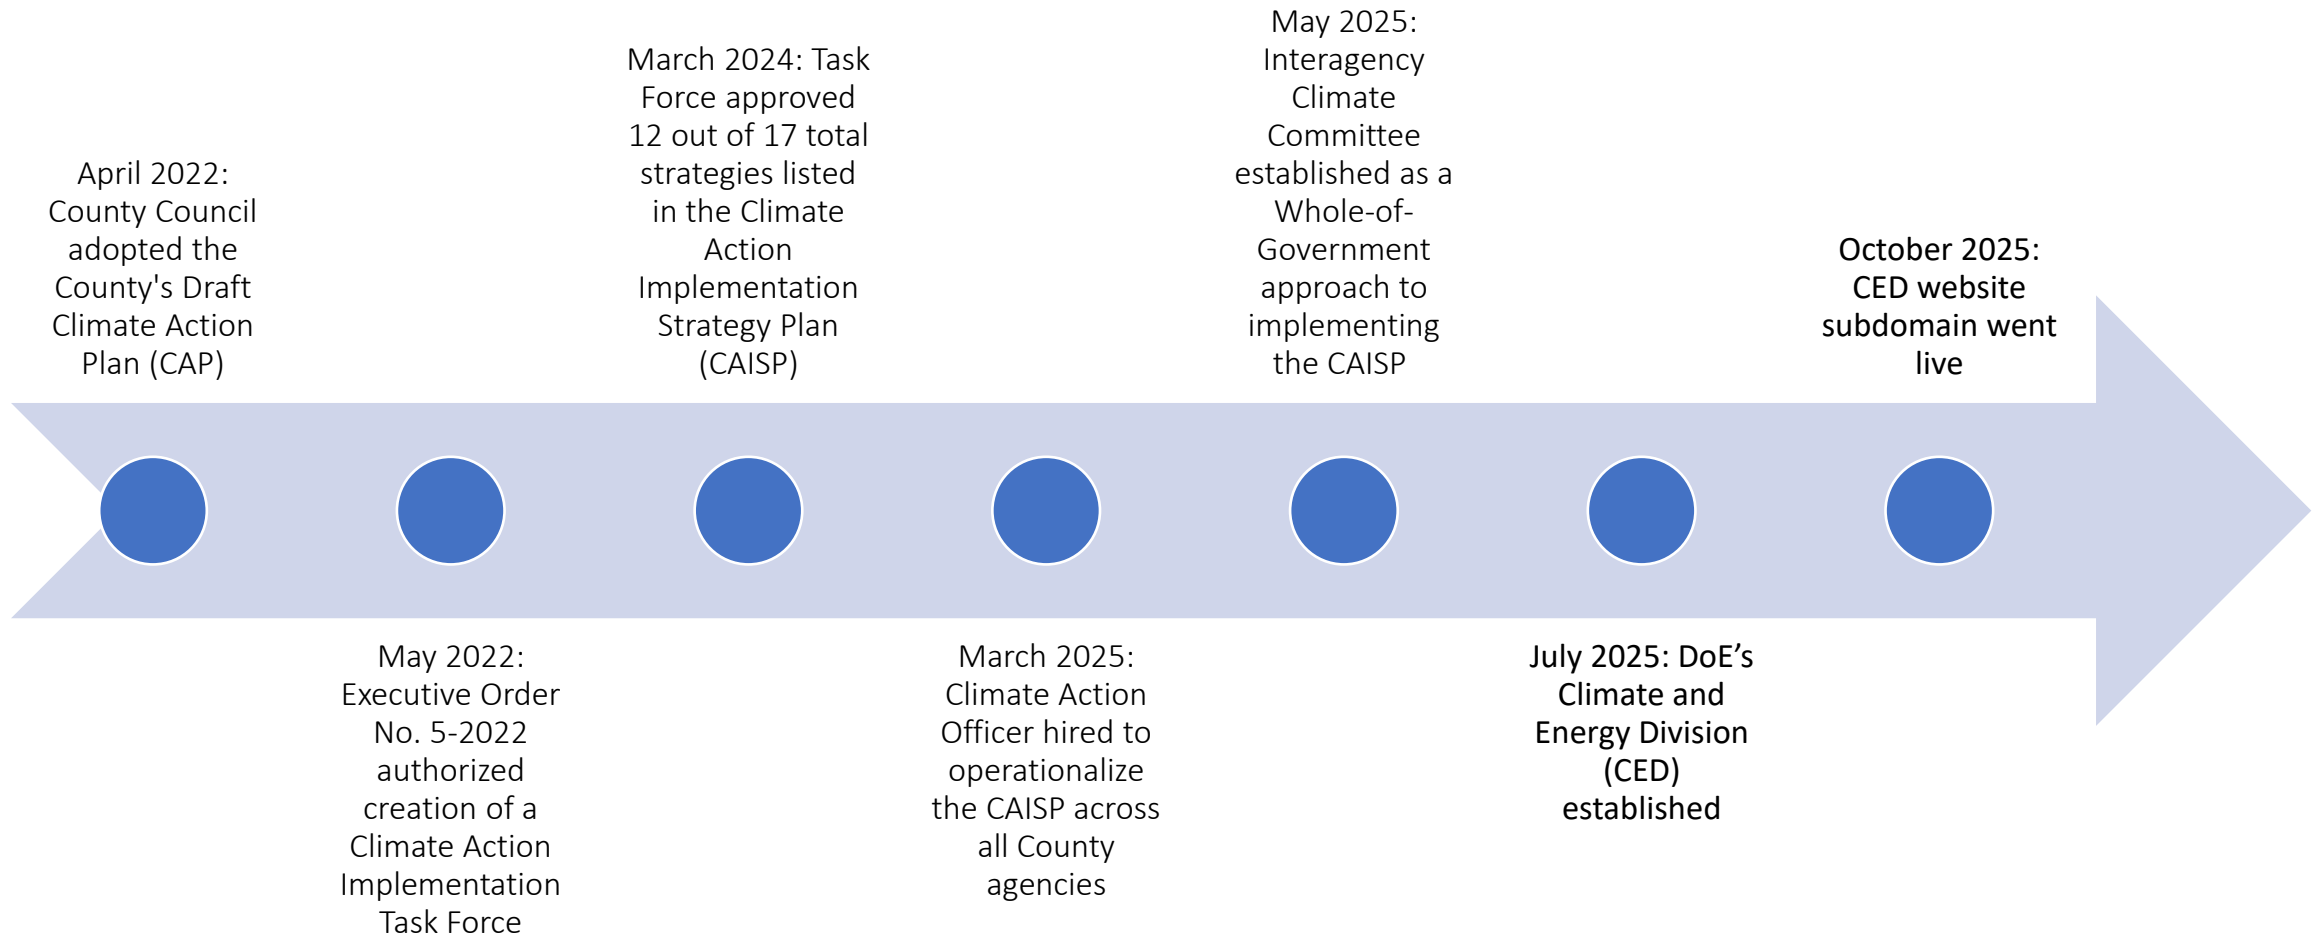 April 2022:
County Council
adopted the
County's Draft
Climate Action
Plan (CAP)
May 2022:
Executive Order
No. 5-2022
authorized
creation of a
Climate Action
Implementation
Task Force
March 2024: Task
Force approved
12 out of 17 total
strategies listed
in the Climate
Action
Implementation
Strategy Plan
(CAISP)
March 2025:
Climate Action
Officer hired to
operationalize
the CAISP across
all County
agencies
May 2025:
Interagency
Climate
Committee
established as a
Whole-of-
Government
approach to
implementing
the CAISP
July 2025: DoE’s
Climate and
Energy Division
(CED)
established
October 2025:
CED website
subdomain went
live